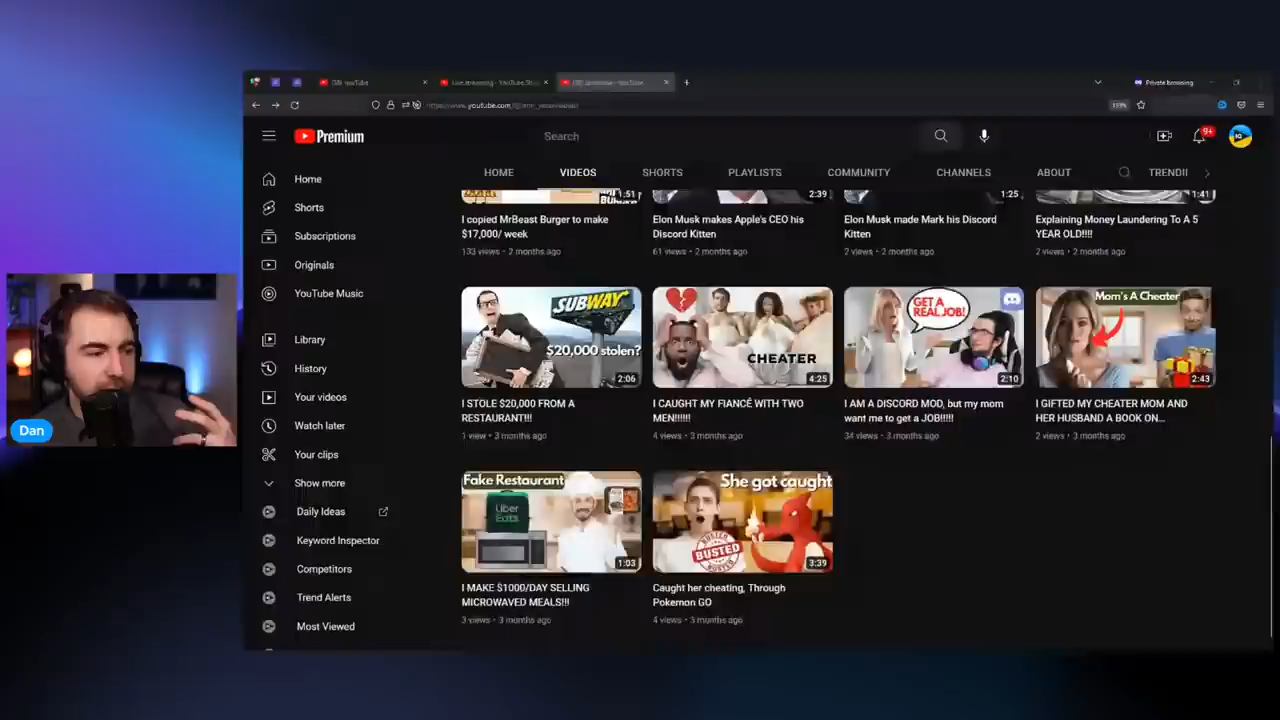 Live streaming - YouTube Stu
Private browsing
Premium
Search
9+
HOME
VIDEOS
SHORTS
PLAYLISTS
COMMUNITY
CHANNELS
ABOUT
TRENDII
Home
Shorts
Subscriptions
Originals
YouTube Music
Library
History
Your videos
Watch later
Your clips
Show more
Daily Ideas
Keyword Inspector
Competitors
Trend Alerts
Most Viewed
1:51
2:39
1:25
1:41
I copied MrBeast Burger to make
$17,000/ week
133 views • 2 months ago
Elon Musk makes Apple's CEO his
Discord Kitten
61 views • 2 months ago
Elon Musk made Mark his Discord
Kitten
2 views • 2 months ago
Explaining Money Laundering To A 5
YEAR OLD!!!!
2 views • 2 months ago
SUBWAY
$20,000 stolen?
2:06
I STOLE $20,000 FROM A
RESTAURANT!!!
1 view • 3 months ago
CHEATER
4:25
I CAUGHT MY FIANCÉ WITH TWO
MEN!!!!!!
4 views • 3 months ago
GET A
REAL JOB!
2:10
I AM A DISCORD MOD, but my mom
want me to get a JOB!!!!!
34 views • 3 months ago
Mom's A Cheater
2:43
I GIFTED MY CHEATER MOM AND
HER HUSBAND A BOOK ON...
2 views • 3 months ago
Fake Restaurant
Uber
Eats
1:03
I MAKE $1000/DAY SELLING
MICROWAVED MEALS!!!
3 views • 3 months ago
She got caught
BUSTED
3:39
Caught her cheating, Through
Pokemon GO
4 views • 3 months ago
Dan